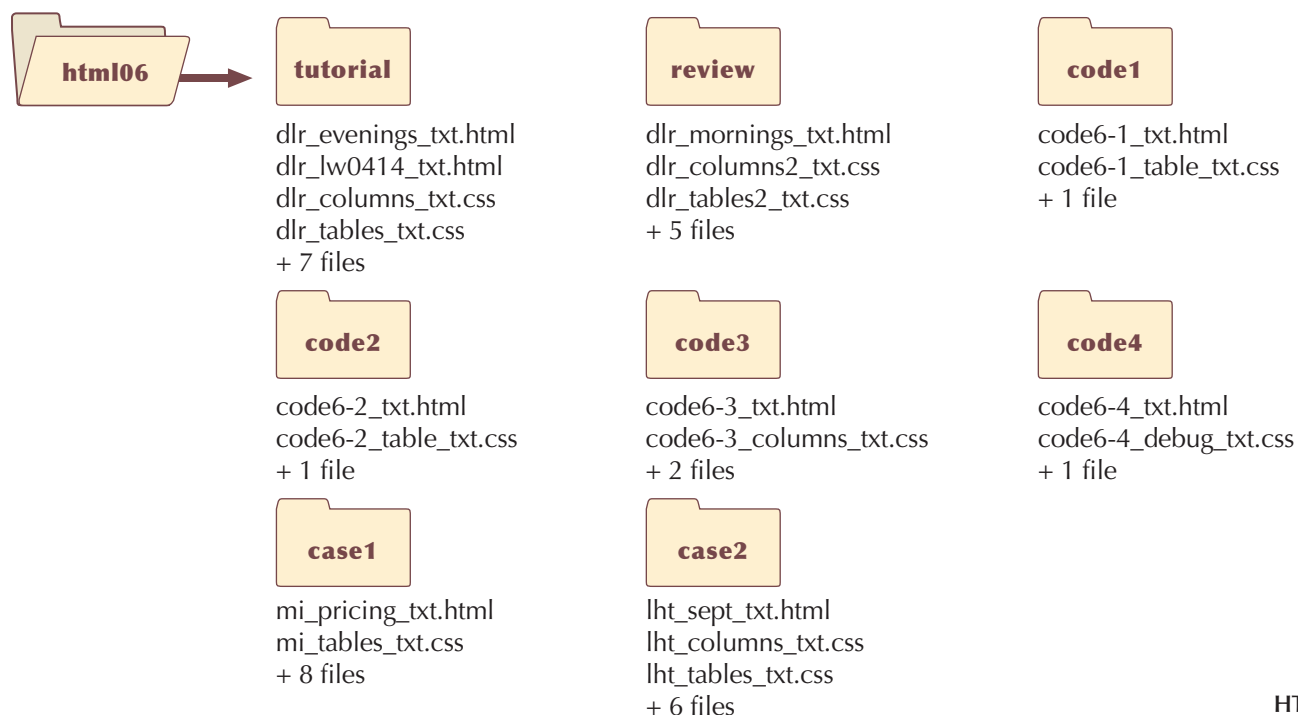 html06
tutorial
dlr_evenings_txt.html
dlr_lw0414_txt.html
dlr_columns_txt.css
dlr_tables_txt.css
+ 7 files
review
dlr_mornings_txt.html
dlr_columns2_txt.css
dlr_tables2_txt.css
+ 5 files
code1
code6-1_txt.html
code6-1_table_txt.css
+ 1 file
code2
code6-2_txt.html
code6-2_table_txt.css
+ 1 file
code3
code6-3_txt.html
code6-3_columns_txt.css
+ 2 files
code4
code6-4_txt.html
code6-4_debug_txt.css
+ 1 file
case1
mi_pricing_txt.html
mi_tables_txt.css
+ 8 files
case2
lht_sept_txt.html
lht_columns_txt.css
lht_tables_txt.css
+ 6 files